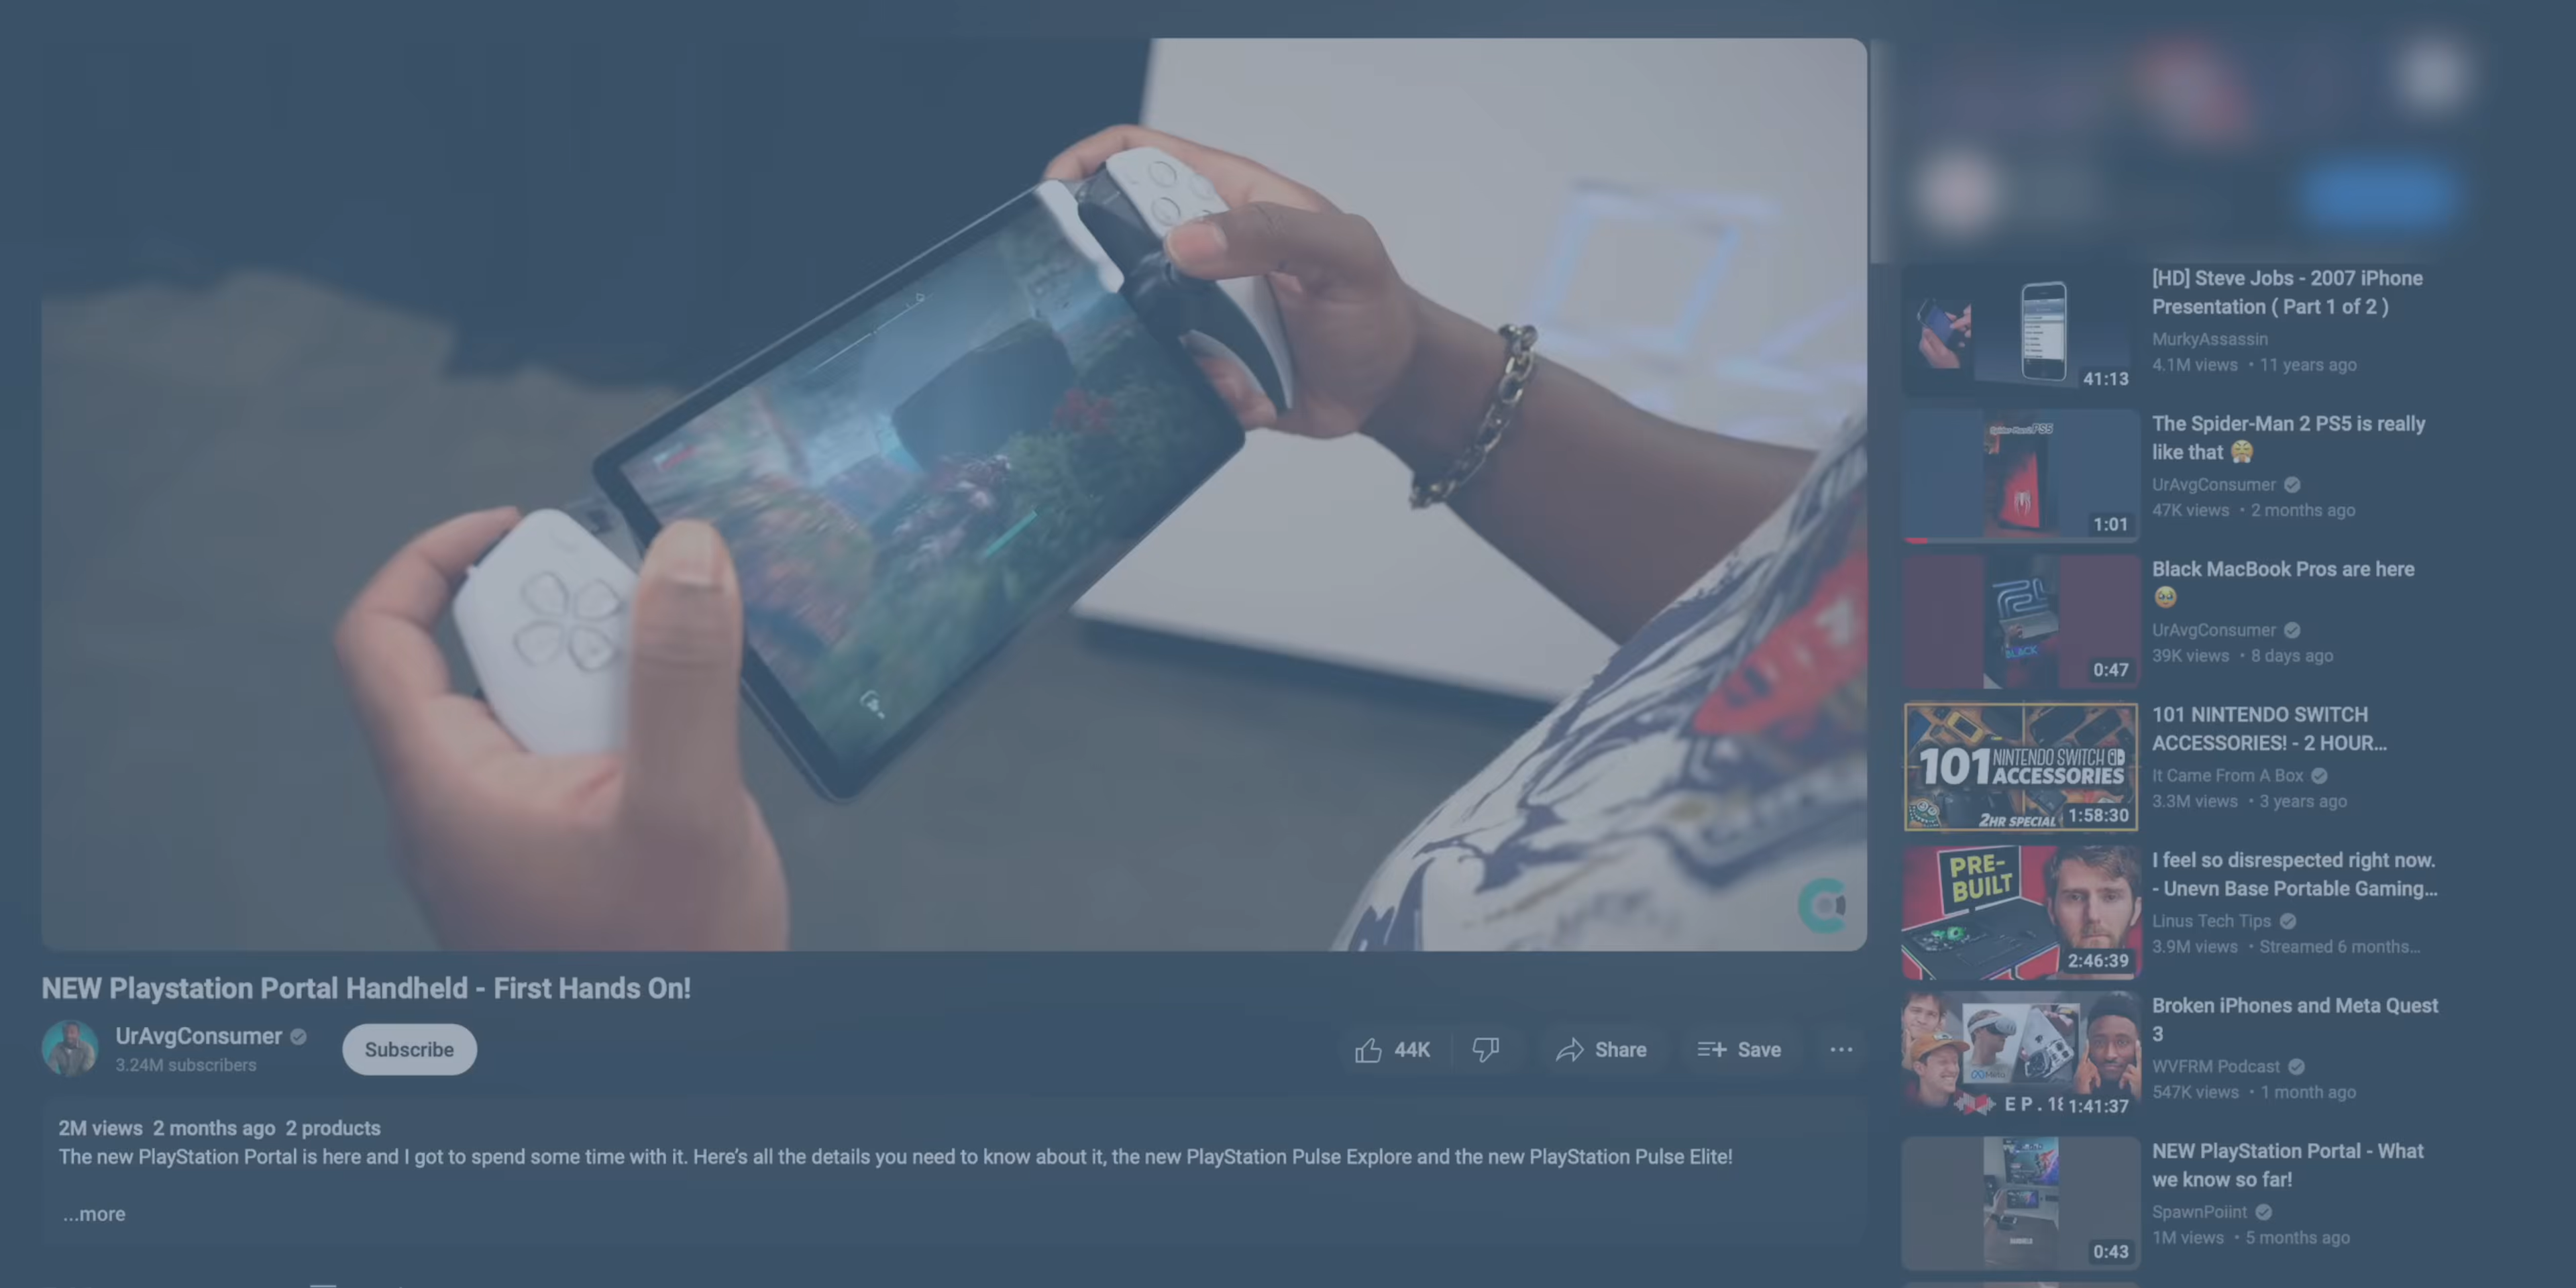 NEW Playstation Portal Handheld - First Hands On!
UrAvgConsumer
3.24M subscribers
Subscribe
44K
Share
Save
2M views 2 months ago 2 products
The new PlayStation Portal is here and I got to spend some time with it. Here's all the details you need to know about it, the new PlayStation Pulse Explore and the new PlayStation Pulse Elite!
...more
41:13
[HD] Steve Jobs - 2007 iPhone
Presentation ( Part 1 of 2 )
MurkyAssassin
4.1M views • 11 years ago
PS5
1:01
The Spider-Man 2 PS5 is really
like that 😤
UrAvgConsumer
47K views • 2 months ago
BLACK
0:47
Black MacBook Pros are here
🥹
UrAvgConsumer
39K views • 8 days ago
101 NINTENDO SWITCH
ACCESSORIES
2HR SPECIAL
1:58:30
101 NINTENDO SWITCH
ACCESSORIES! - 2 HOUR...
It Came From A Box
3.3M views • 3 years ago
PRE-
BUILT
2:46:39
I feel so disrespected right now.
- Unevn Base Portable Gaming...
Linus Tech Tips
3.9M views • Streamed 6 months...
Meta
EP.18
1:41:37
Broken iPhones and Meta Quest
3
WVFRM Podcast
547K views • 1 month ago
0:43
NEW PlayStation Portal - What
we know so far!
SpawnPoiint
1M views • 5 months ago